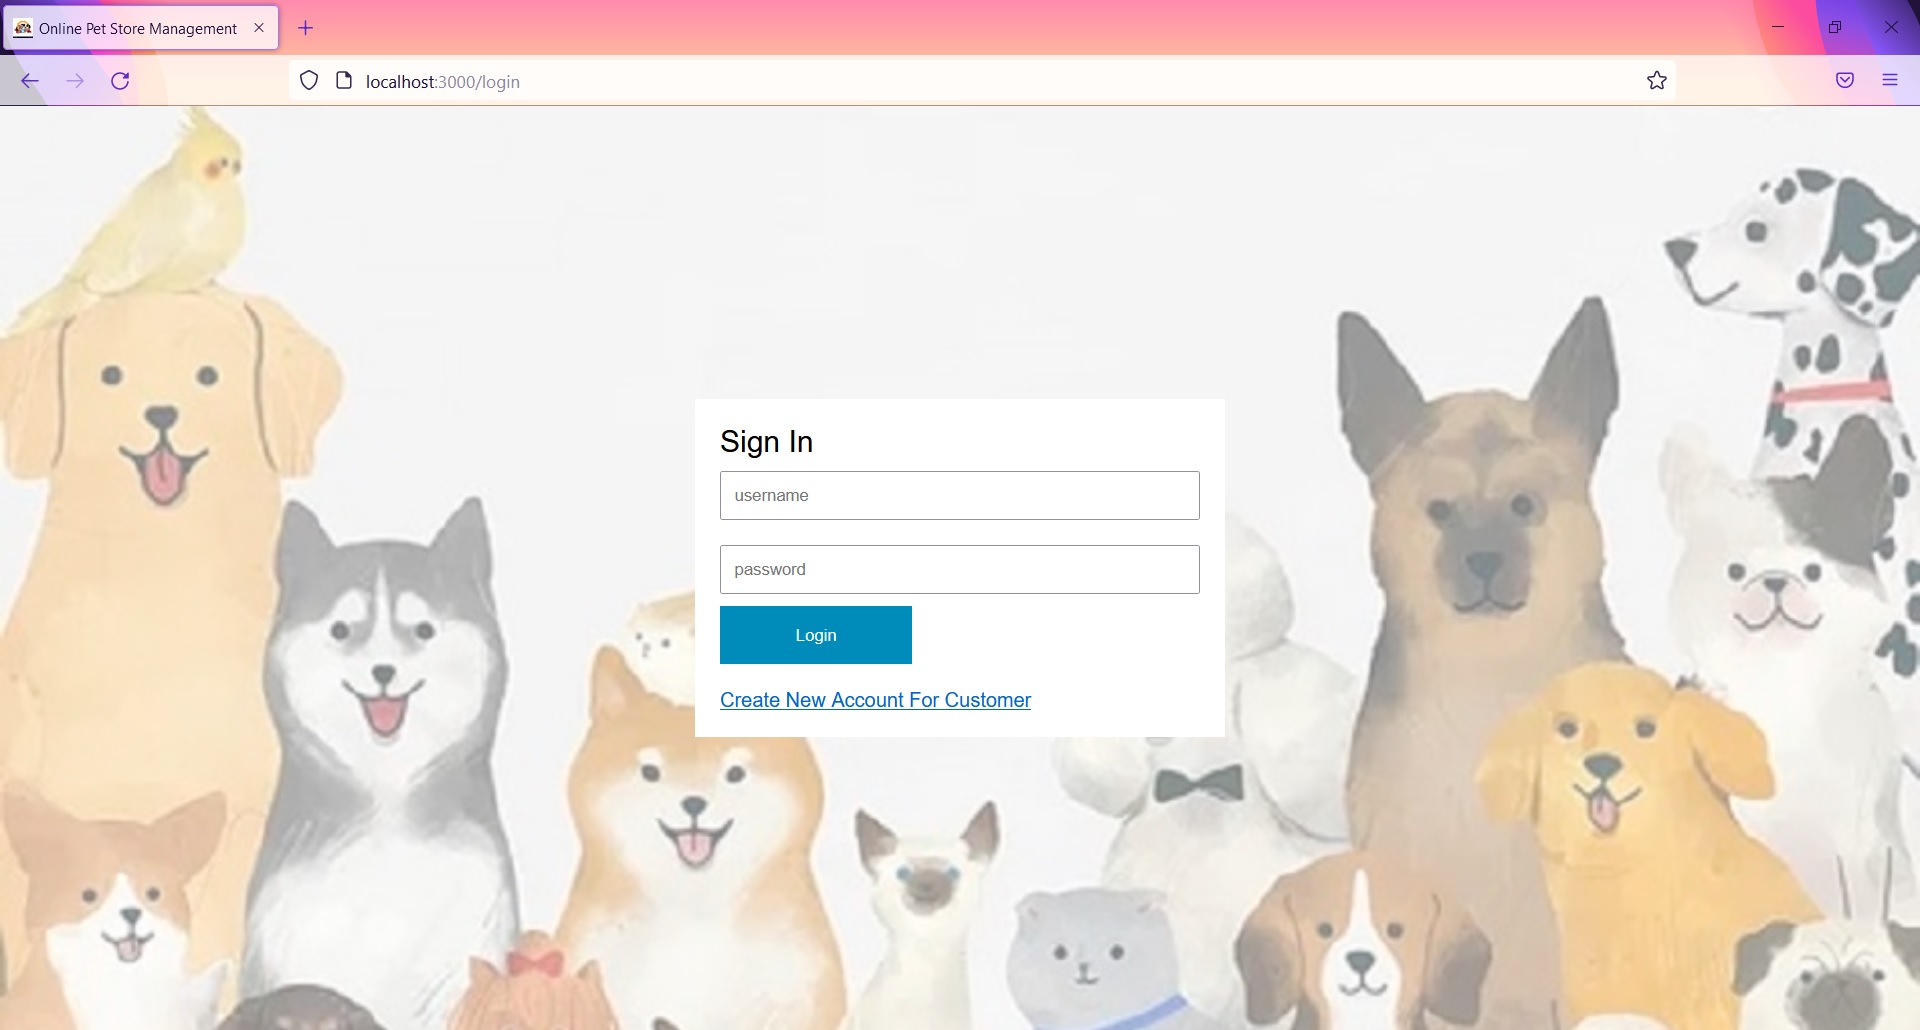 Online Pet Store Management
localhost:3000/login
Sign In
username
password
Login
Create New Account For Customer